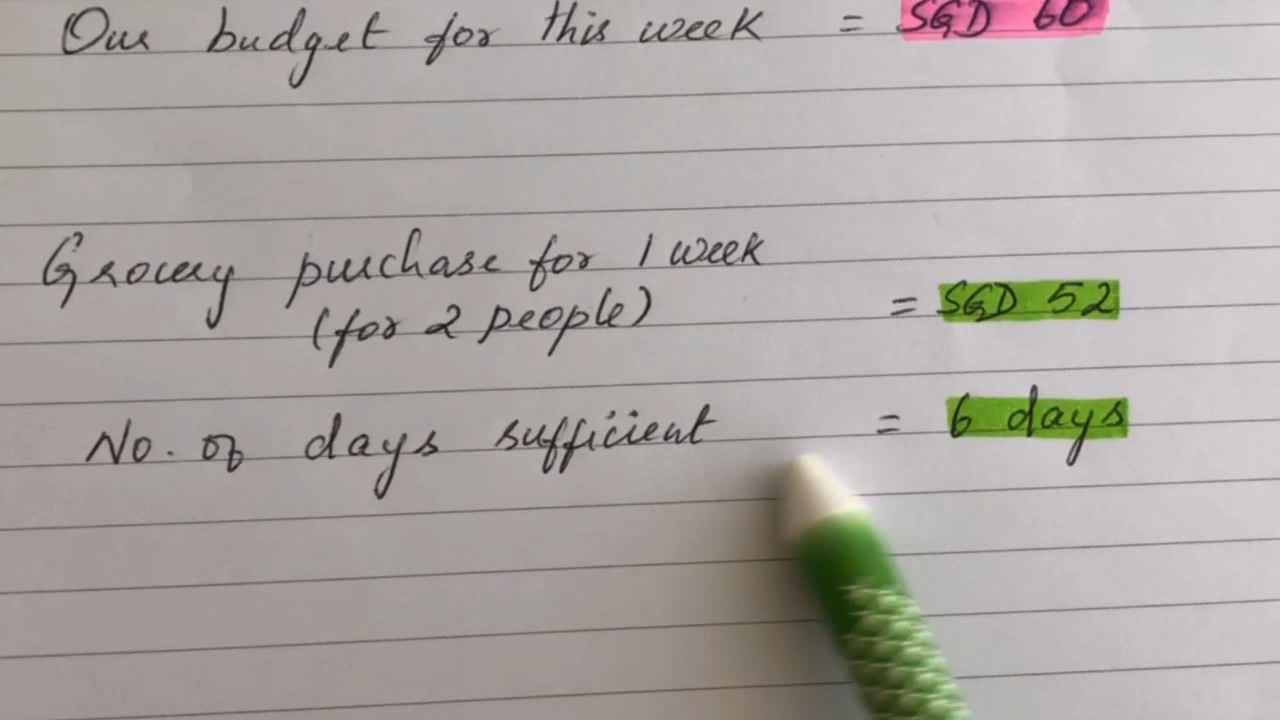 Our budget for this week = SGD 60
Grocery purchase for 1 week
(for 2 people) = SGD 52
No. of days sufficient = 6 days